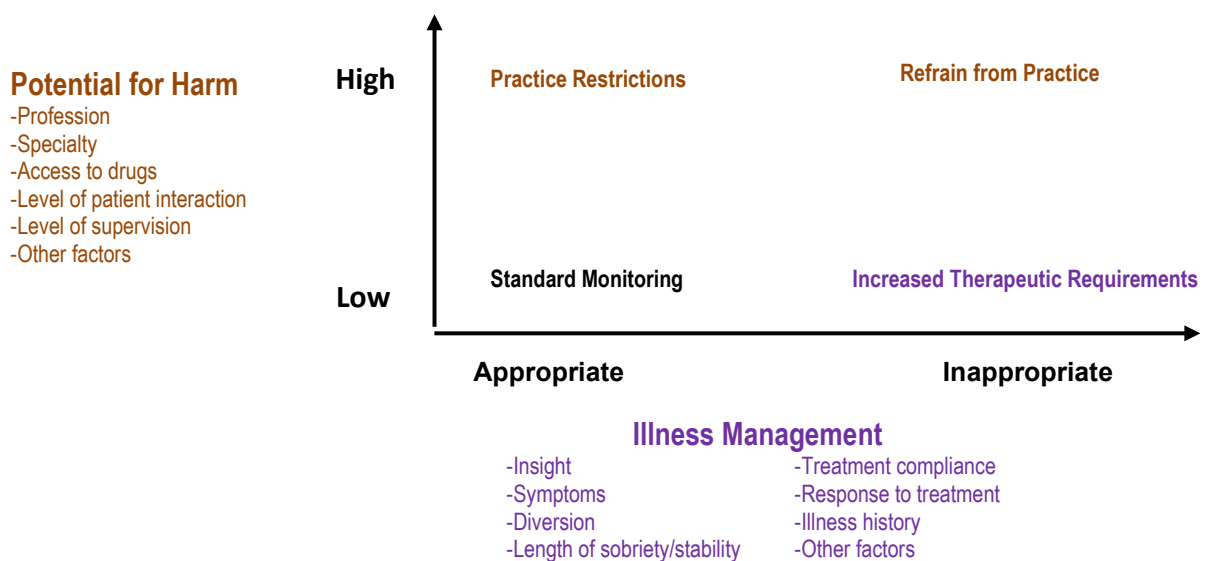 Potential for Harm
-Profession
-Specialty
-Access to drugs
-Level of patient interaction
-Level of supervision
-Other factors
High
Practice Restrictions
Refrain from Practice
Low
Standard Monitoring
Increased Therapeutic Requirements
Appropriate
Inappropriate
Illness Management
-Insight
-Symptoms
-Diversion
-Length of sobriety/stability
-Treatment compliance
-Response to treatment
-Illness history
-Other factors